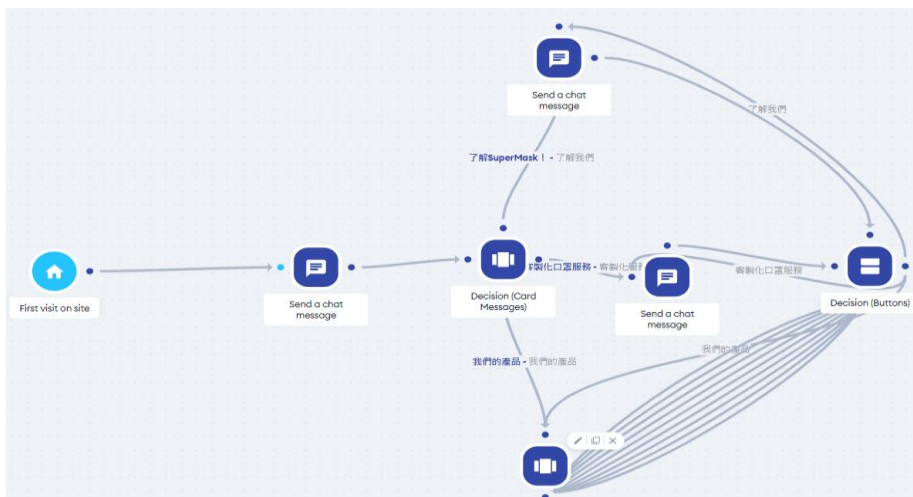 Send a chat
message
了解我們
了解SuperMask！ - 了解我們
First visit on site
Send a chat
message
Decision (Card
Messages)
客製化口罩服務 - 客製化服務
Send a chat
message
客製化口罩服務
Decision (Buttons)
我們的產品 - 我們的產品
我們的產品